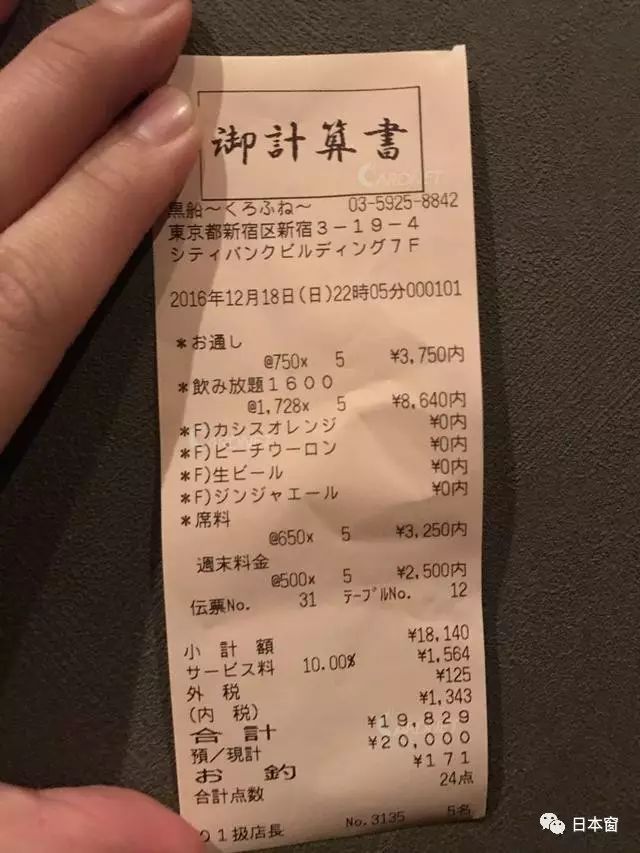 御計算書
黒船～くろふね～ 03-5925-8842
東京都新宿区新宿３－１９－４
シティバンクビルディング７Ｆ
2016年12月18日(日)22時05分000101
＊お通し
@750× 5 ¥3,750内
＊飲み放題１６００
@1,728× 5 ¥8,640内
＊F)カシスオレンジ ¥0内
＊F)ピーチウーロン ¥0内
＊F)生ビール ¥0内
＊F)ジンジャエール ¥0内
＊席料
@650× 5 ¥3,250内
週末料金
@500× 5 ¥2,500内
伝票No. 31 ﾃｰﾌﾞﾙNo. 12
小計額 ¥18,140
サービス料 10.00% ¥1,564
外税 ¥125
(内税) ¥1,343
合計 ¥19,829
預／現計 ¥20,000
お釣 ¥171
合計点数 24点
01扱店長 No.3135 5名
日本窗